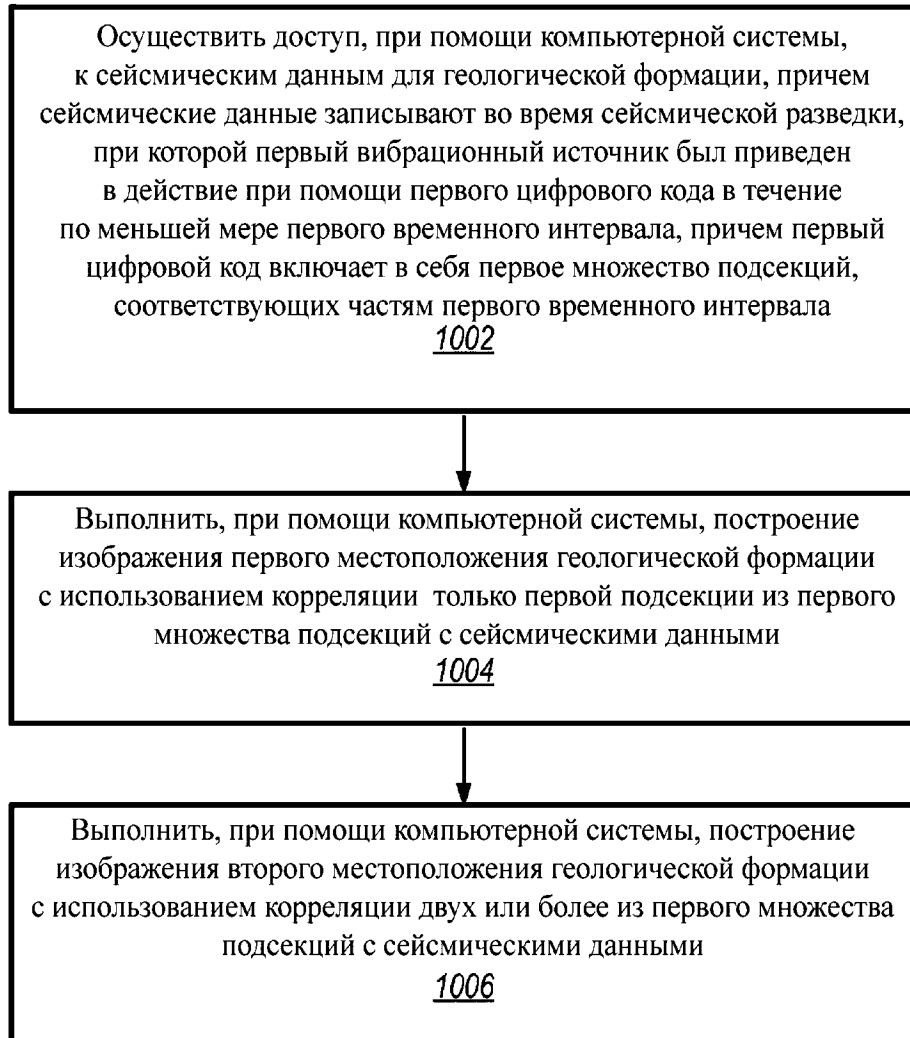 Осуществить доступ, при помощи компьютерной системы,
к сейсмическим данным для геологической формации, причем
сейсмические данные записывают во время сейсмической разведки,
при которой первый вибрационный источник был приведен
в действие при помощи первого цифрового кода в течение
по меньшей мере первого временного интервала, причем первый
цифровой код включает в себя первое множество подсекций,
соответствующих частям первого временного интервала
1002
Выполнить, при помощи компьютерной системы, построение
изображения первого местоположения геологической формации
с использованием корреляции только первой подсекции из первого
множества подсекций с сейсмическими данными
1004
Выполнить, при помощи компьютерной системы, построение
изображения второго местоположения геологической формации
с использованием корреляции двух или более из первого множества
подсекций с сейсмическими данными
1006